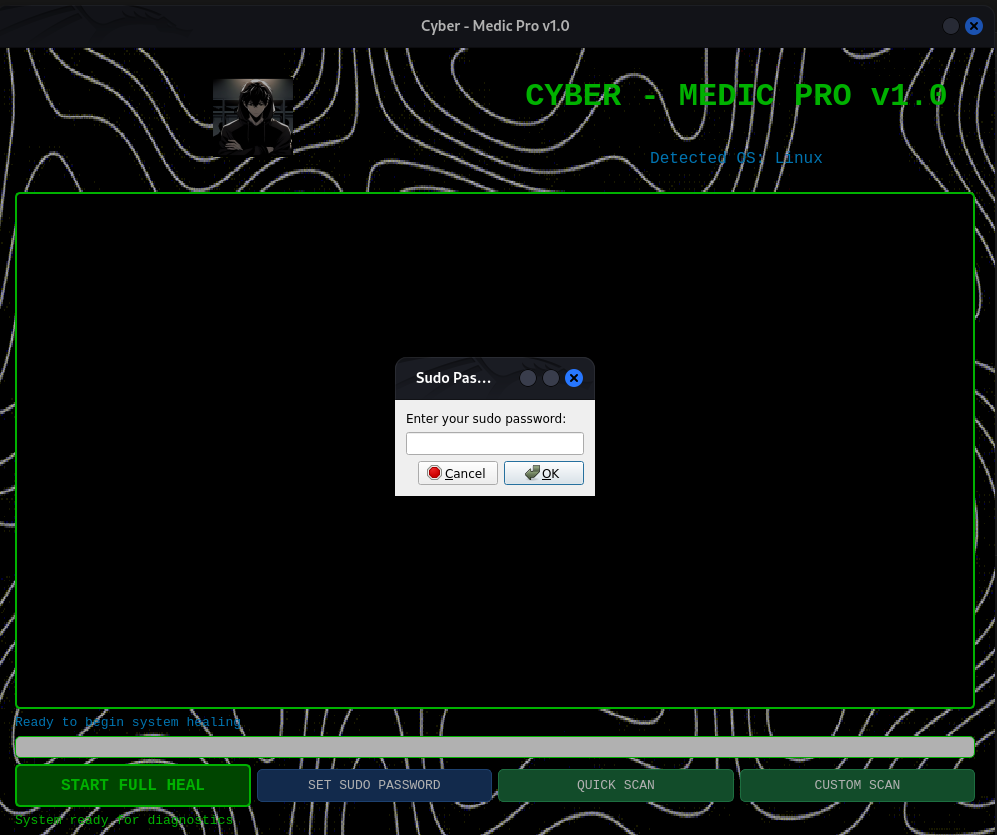 Cyber - Medic Pro v1.0
CYBER - MEDIC PRO v1.0
Detected OS: Linux
Sudo Pas...
Enter your sudo password:
Cancel
OK
Ready to begin system healing
START FULL HEAL
SET SUDO PASSWORD
QUICK SCAN
CUSTOM SCAN
System ready for diagnostics